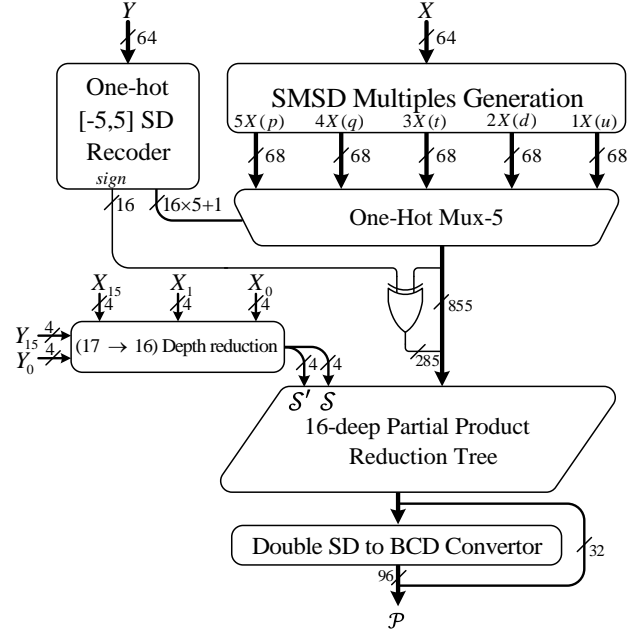 Y
X
64
64
One-hot
[-5,5] SD
Recoder
sign
SMSD Multiples Generation
5X(p) 4X(q) 3X(t) 2X(d) 1X(u)
68 68 68 68 68
16
16×5+1
One-Hot Mux-5
X15 X1 X0
4 4 4
855
Y15 4
Y0 4
(17 → 16) Depth reduction
285
4 4
S′ S
16-deep Partial Product
Reduction Tree
Double SD to BCD Convertor
32
96
P